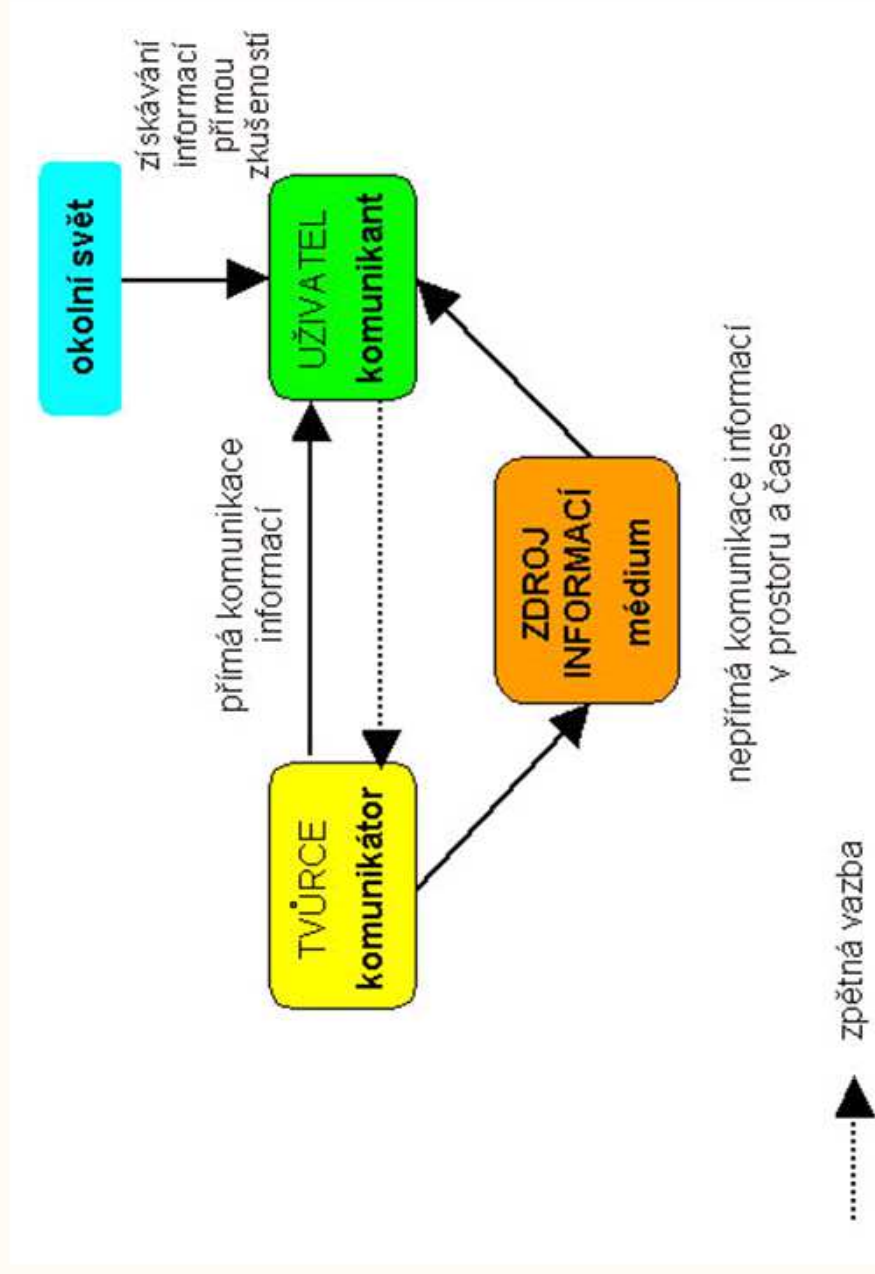 okolní svět
získávání
informací
přímou
zkušeností
přímá komunikace
informací
TVŮRCE
komunikátor
UŽIVATEL
komunikant
ZDROJ
INFORMACÍ
médium
nepřímá komunikace informací
v prostoru a čase
zpětná vazba